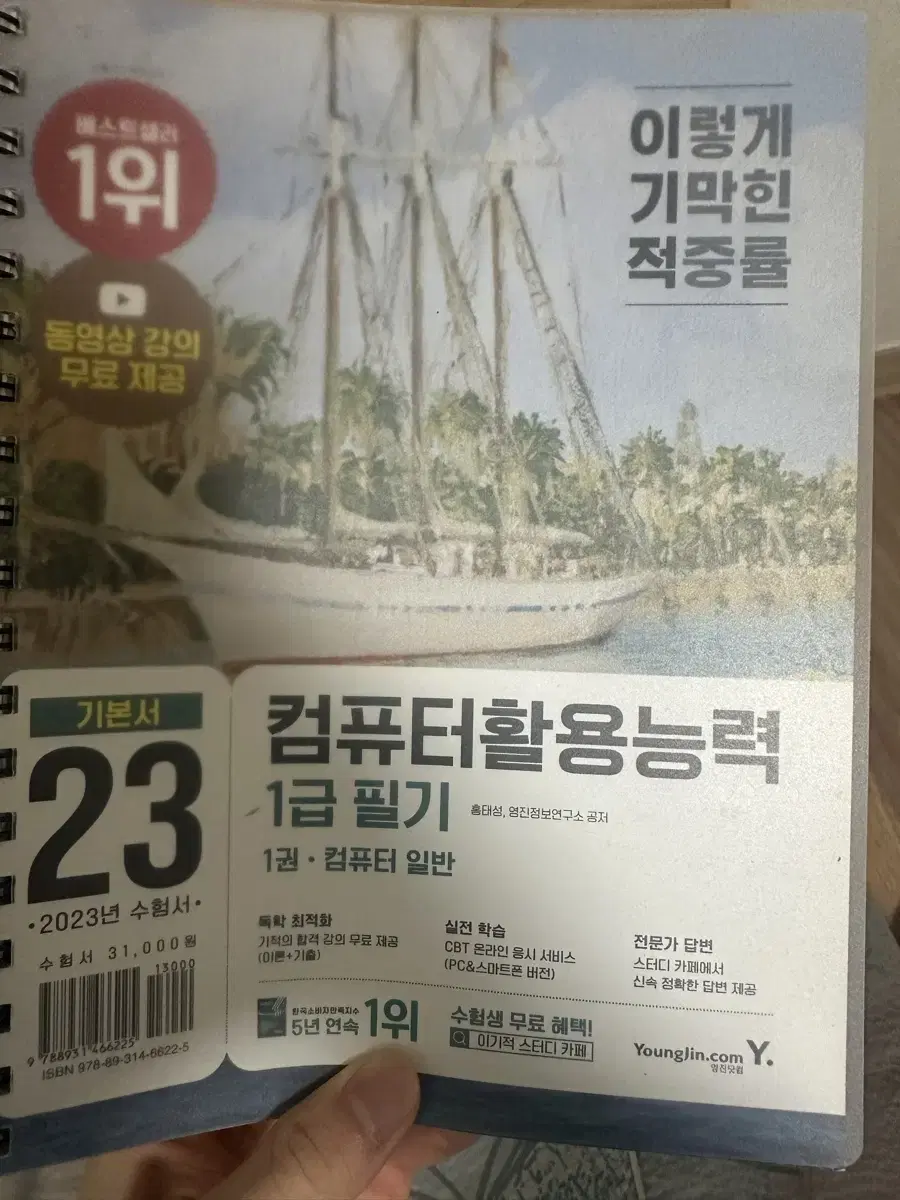 베스트셀러
1위
동영상 강의
무료 제공
이렇게
기막힌
적중률
기본서
23
•2023년 수험서•
수험서 31,000원
13000
9 788931 466225
ISBN 978-89-314-6622-5
컴퓨터활용능력
1급 필기
홍태성, 영진정보연구소 공저
1권 · 컴퓨터 일반
독학 최적화
기적의 합격 강의 무료 제공
(이론+기출)
실전 학습
CBT 온라인 응시 서비스
(PC&스마트폰 버전)
전문가 답변
스터디 카페에서
신속 정확한 답변 제공
한국소비자만족지수
5년 연속 1위
수험생 무료 혜택!
이기적 스터디 카페
YoungJin.com Y.
영진닷컴